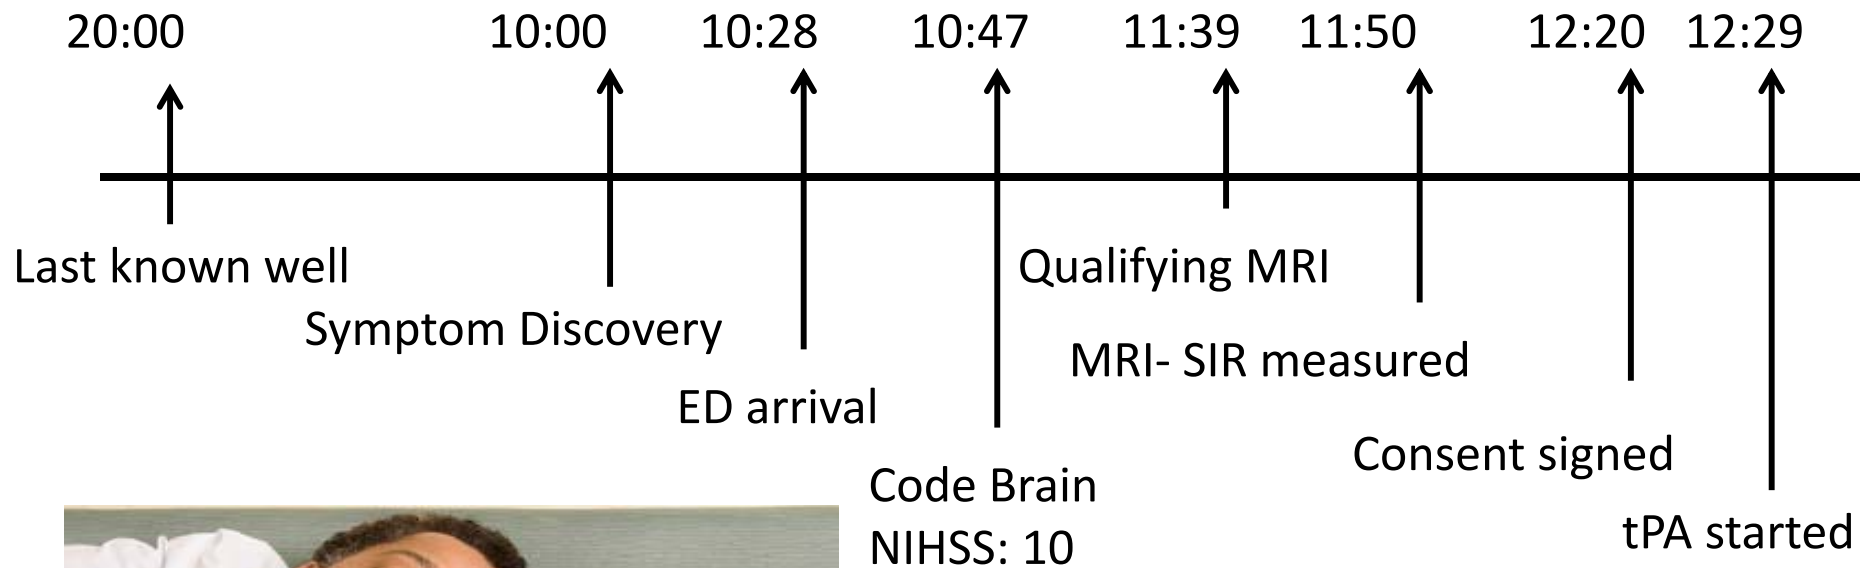 20:00 10:00 10:28 10:47 11:39 11:50 12:20 12:29
Last known well
Symptom Discovery
ED arrival
Code Brain
NIHSS: 10
Qualifying MRI
MRI- SIR measured
Consent signed
tPA started